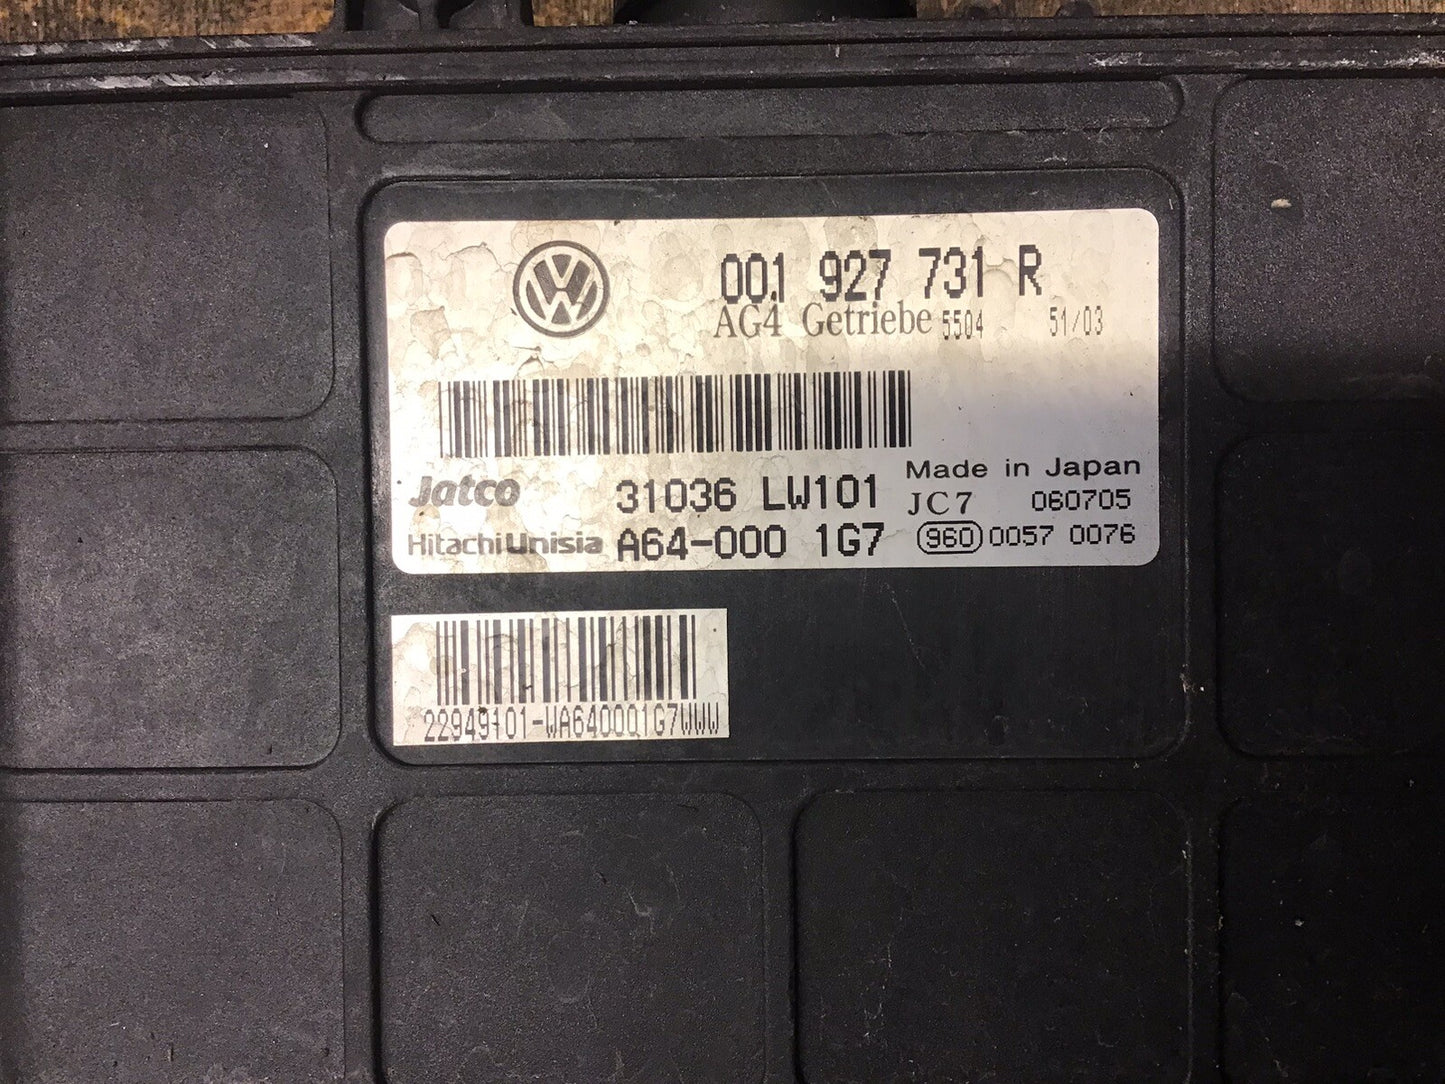 VW
001 927 731 R
AG4 Getriebe 5504 51/03
Made in Japan
Jatco 31036 LW101 JC7 060705
HitachiUnisia A64-000 1G7 960 0057 0076
22949101-WA640001G7WWW